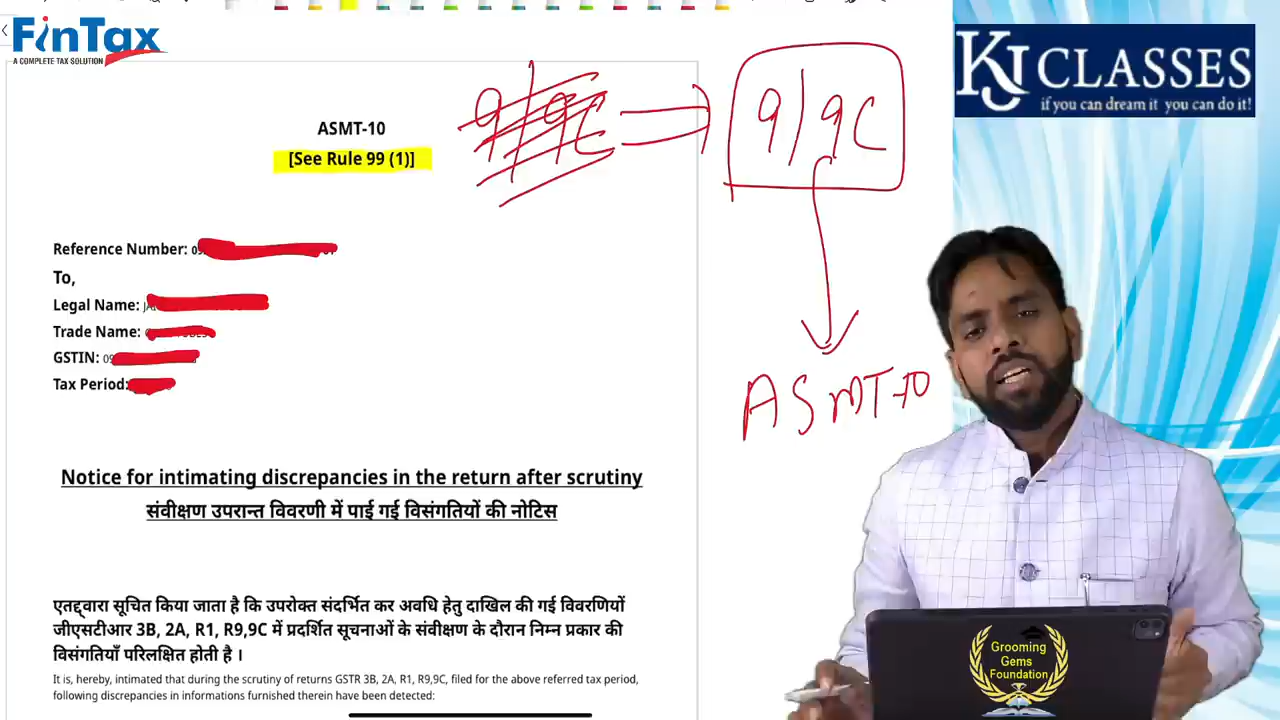 FinTax
A COMPLETE TAX SOLUTION
KJ CLASSES
if you can dream it you can do it!
9/9C
9/9C
ASMT-10
[See Rule 99 (1)]
Reference Number: 09
To,
Legal Name:
Trade Name:
GSTIN: 09
Tax Period:
ASMT-10
Notice for intimating discrepancies in the return after scrutiny
संवीक्षण उपरान्त विवरणी में पाई गई विसंगतियों की नोटिस
एतद्द्वारा सूचित किया जाता है कि उपरोक्त संदर्भित कर अवधि हेतु दाखिल की गई विवरणियों
जीएसटीआर 3B, 2A, R1, R9,9C में प्रदर्शित सूचनाओं के संवीक्षण के दौरान निम्न प्रकार की
विसंगतियाँ परिलक्षित होती है ।
It is, hereby, intimated that during the scrutiny of returns GSTR 3B, 2A, R1, R9,9C, filed for the above referred tax period,
following discrepancies in informations furnished therein have been detected:
Grooming
Gems
Foundation